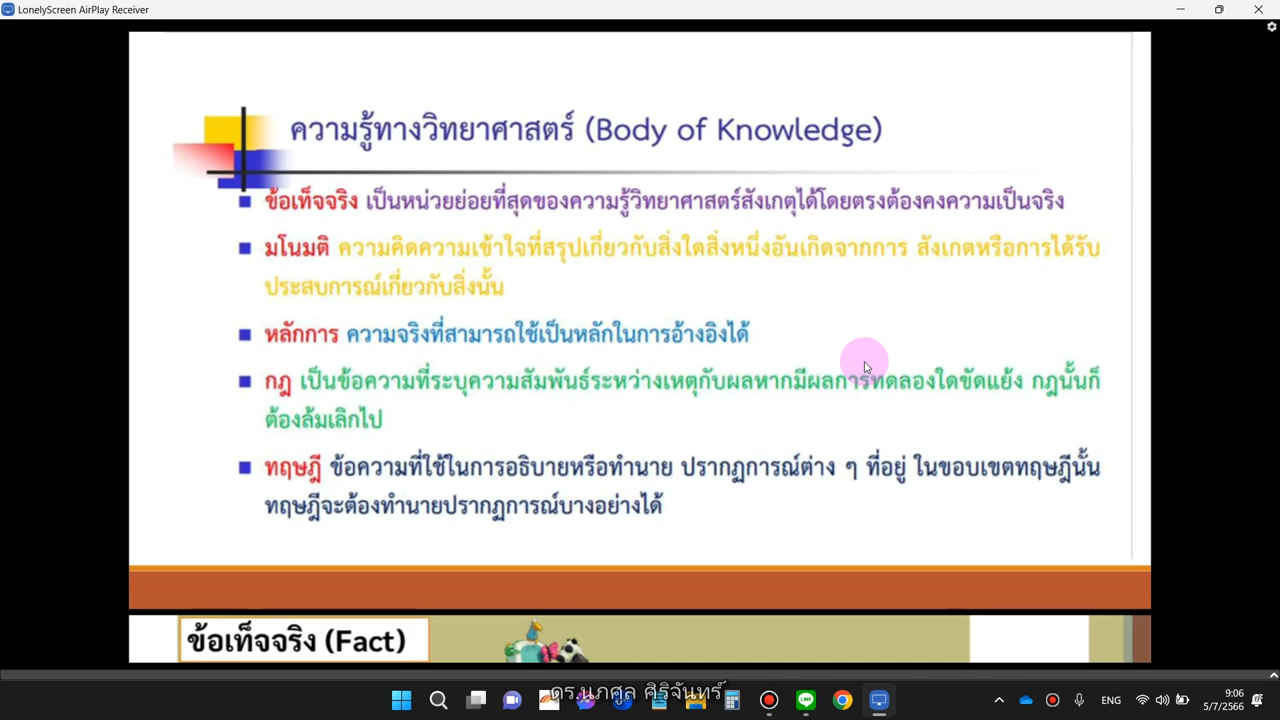 LonelyScreen AirPlay Receiver
ความรู้ทางวิทยาศาสตร์ (Body of Knowledge)
ข้อเท็จจริง เป็นหน่วยย่อยที่สุดของความรู้วิทยาศาสตร์สังเกตุได้โดยตรงต้องคงความเป็นจริง
มโนมติ ความคิดความเข้าใจที่สรุปเกี่ยวกับสิ่งใดสิ่งหนึ่งอันเกิดจากการ สังเกตหรือการได้รับ
ประสบการณ์เกี่ยวกับสิ่งนั้น
หลักการ ความจริงที่สามารถใช้เป็นหลักในการอ้างอิงได้
กฎ เป็นข้อความที่ระบุความสัมพันธ์ระหว่างเหตุกับผลหากมีผลการทดลองใดขัดแย้ง กฎนั้นก็
ต้องล้มเลิกไป
ทฤษฎี ข้อความที่ใช้ในการอธิบายหรือทำนาย ปรากฏการณ์ต่าง ๆ ที่อยู่ ในขอบเขตทฤษฎีนั้น
ทฤษฎีจะต้องทำนายปรากฏการณ์บางอย่างได้
ข้อเท็จจริง (Fact)
ดร.นภศูล ศิริจันทร์
ENG
9:06
5/7/2566